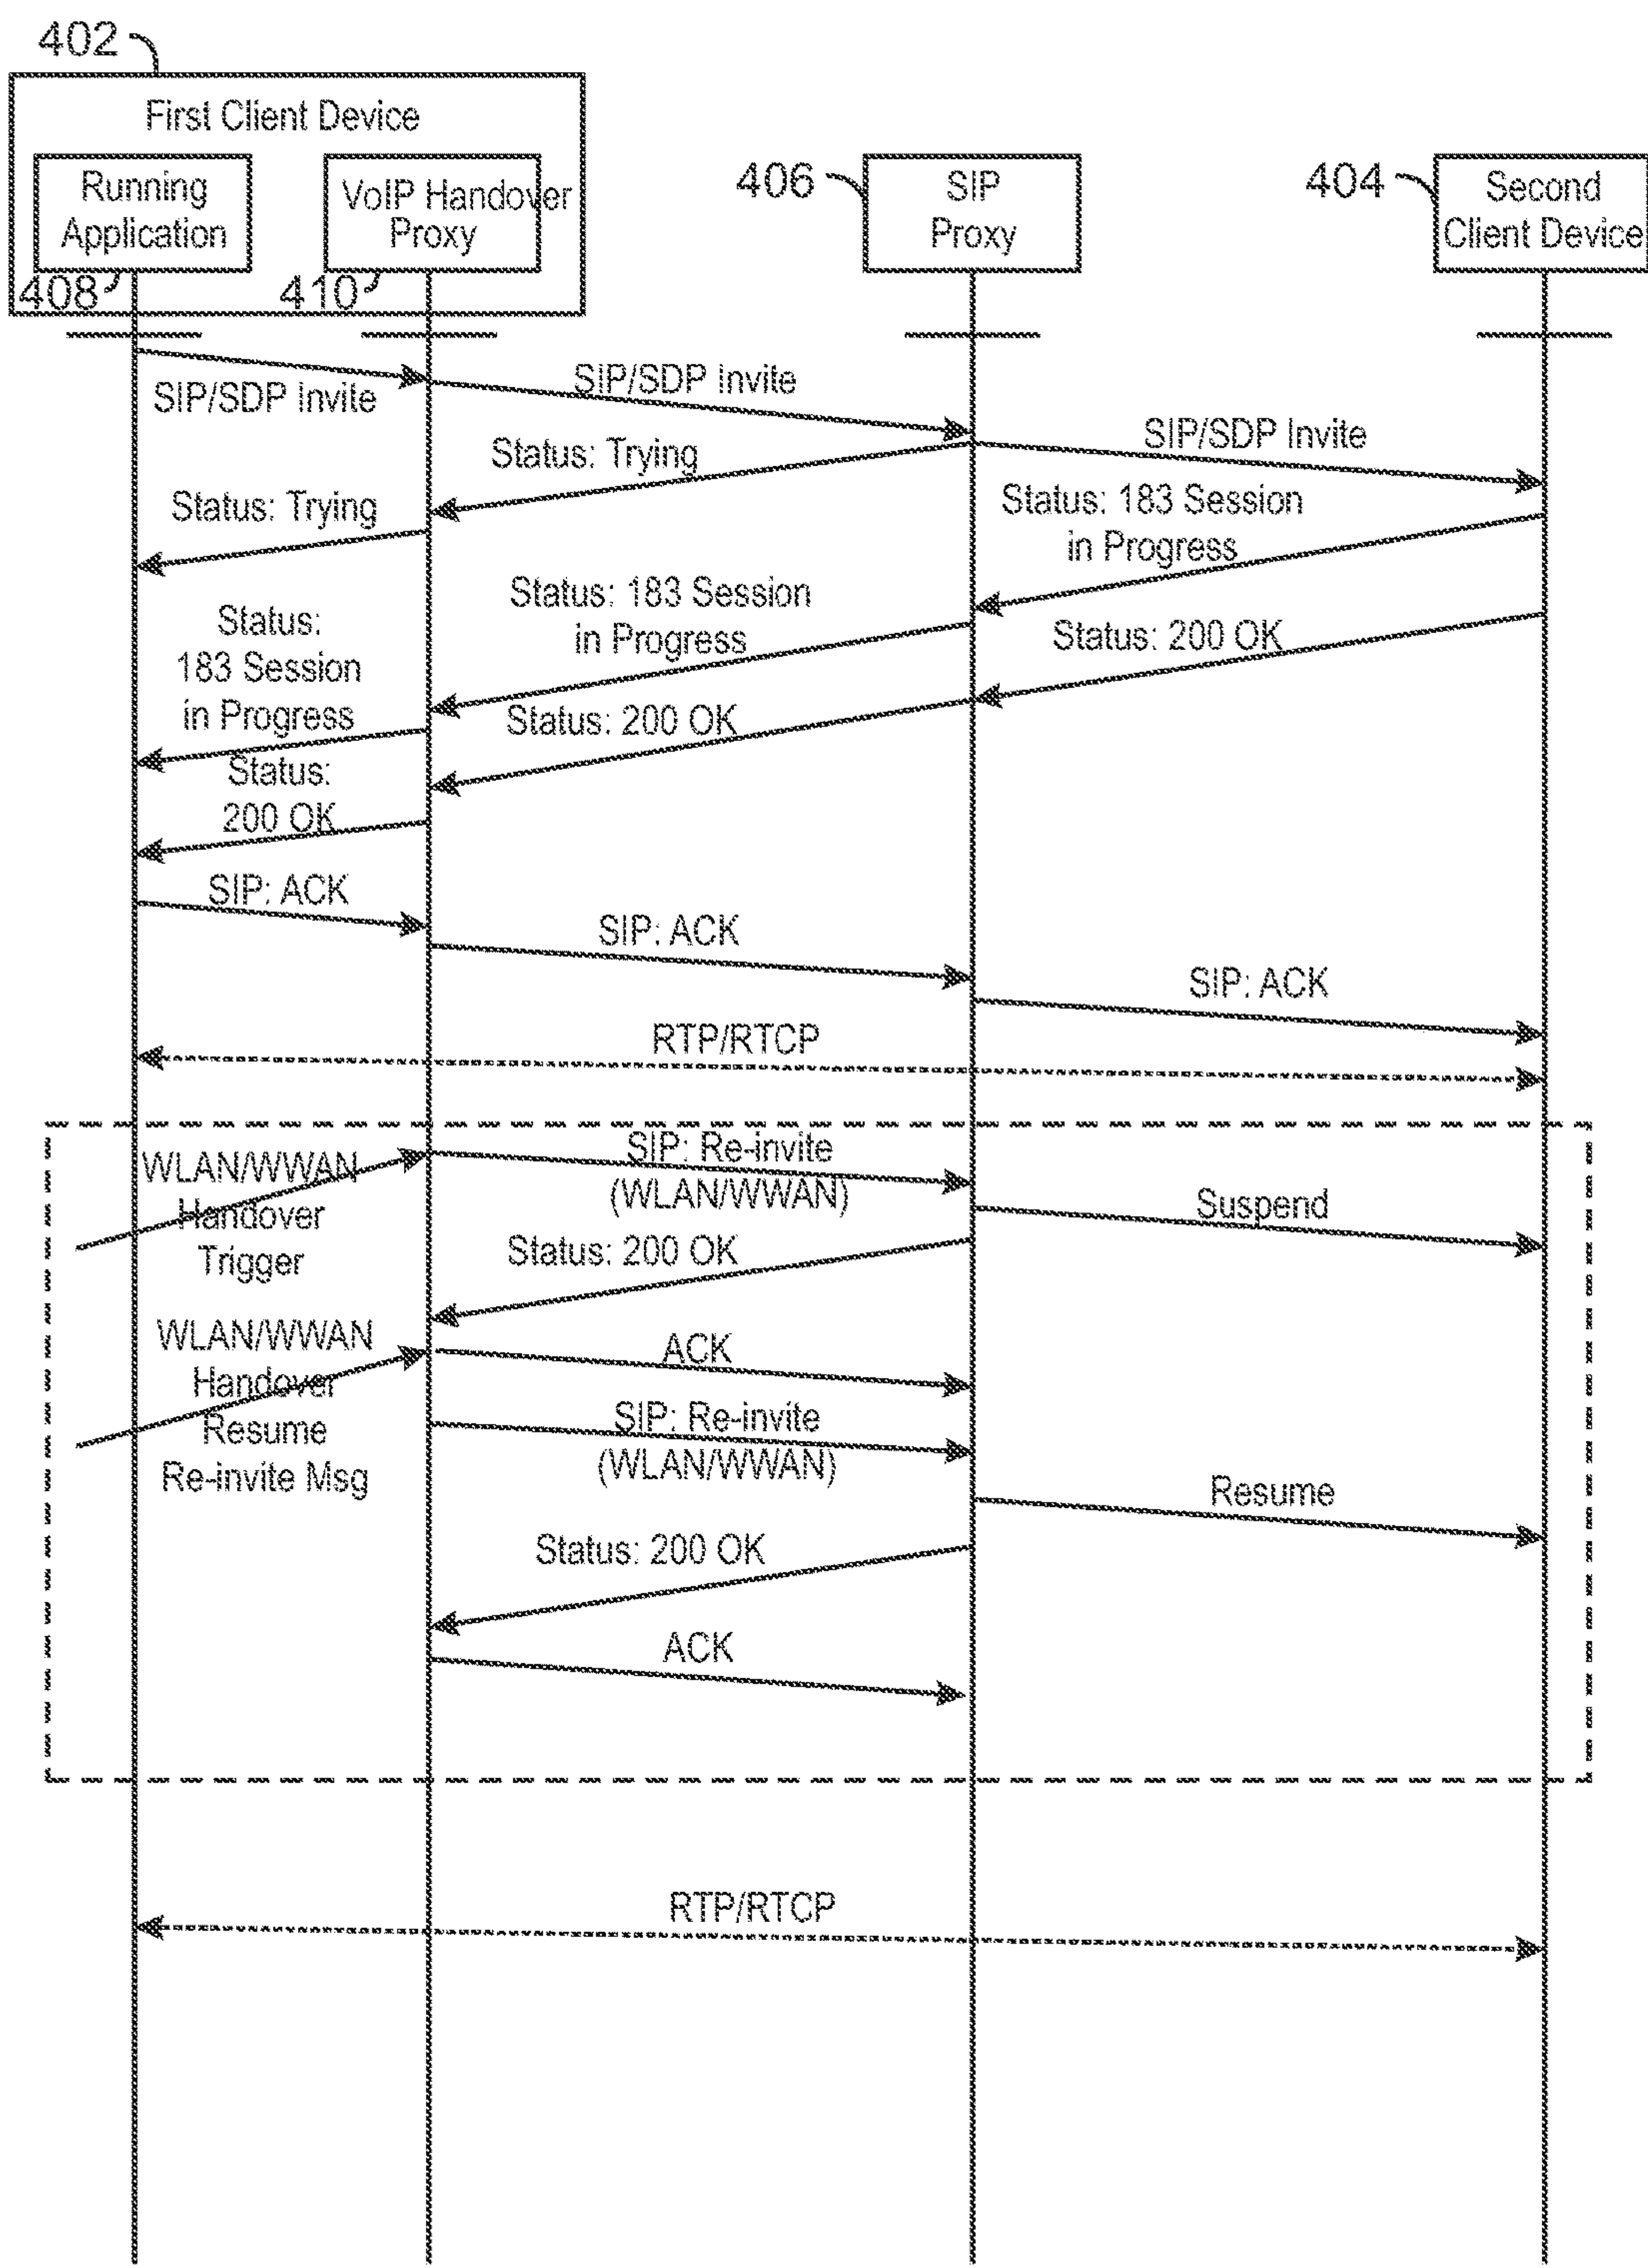 402
First Client Device
Running
Application
VoIP Handover
Proxy
406
SIP
Proxy
404
Second
Client Device
408
410
SIP/SDP Invite
SIP/SDP Invite
SIP/SDP Invite
Status: Trying
Status: Trying
Status: 183 Session
in Progress
Status: 183 Session
in Progress
Status:
183 Session
in Progress
Status: 200 OK
Status: 200 OK
Status:
200 OK
SIP: ACK
SIP: ACK
SIP: ACK
RTP/RTCP
WLAN/WWAN
Handover
Trigger
SIP: Re-invite
(WLAN/WWAN)
Suspend
Status: 200 OK
WLAN/WWAN
Handover
Resume
Re-invite Msg
ACK
SIP: Re-invite
(WLAN/WWAN)
Resume
Status: 200 OK
ACK
RTP/RTCP